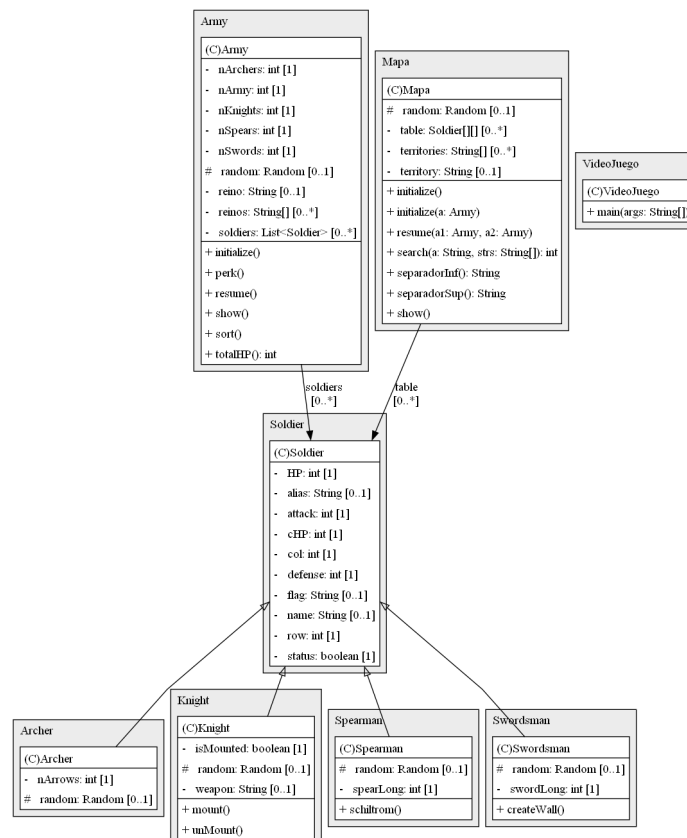 Army
(C)Army
- nArchers: int [1]
- nArmy: int [1]
- nKnights: int [1]
- nSpears: int [1]
- nSwords: int [1]
# random: Random [0..1]
- reino: String [0..1]
- reinos: String[] [0..*]
- soldiers: List<Soldier> [0..*]
+ initialize()
+ perk()
+ resume()
+ show()
+ sort()
+ totalHP(): int
Mapa
(C)Mapa
# random: Random [0..1]
- table: Soldier[][] [0..*]
- territories: String[] [0..*]
- territory: String [0..1]
+ initialize()
+ initialize(a: Army)
+ resume(a1: Army, a2: Army)
+ search(a: String, strs: String[]): int
+ separadorInf(): String
+ separadorSup(): String
+ show()
VideoJuego
(C)VideoJuego
+ main(args: String[])
soldiers
[0..*]
table
[0..*]
Soldier
(C)Soldier
- HP: int [1]
- alias: String [0..1]
- attack: int [1]
- cHP: int [1]
- col: int [1]
- defense: int [1]
- flag: String [0..1]
- name: String [0..1]
- row: int [1]
- status: boolean [1]
Archer
(C)Archer
- nArrows: int [1]
# random: Random [0..1]
Knight
(C)Knight
- isMounted: boolean [1]
# random: Random [0..1]
- weapon: String [0..1]
+ mount()
+ unMount()
Spearman
(C)Spearman
# random: Random [0..1]
- spearLong: int [1]
+ schiltrom()
Swordsman
(C)Swordsman
# random: Random [0..1]
- swordLong: int [1]
+ createWall()